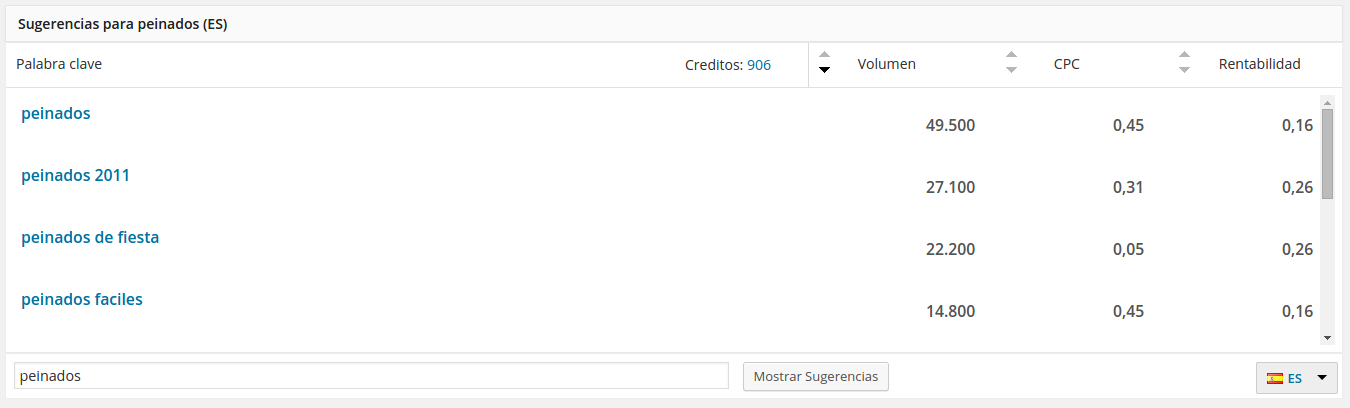 Sugerencias para peinados (ES)
Palabra clave Creditos: 906 Volumen CPC Rentabilidad
peinados 49.500 0,45 0,16
peinados 2011 27.100 0,31 0,26
peinados de fiesta 22.200 0,05 0,26
peinados faciles 14.800 0,45 0,16
peinados Mostrar Sugerencias ES